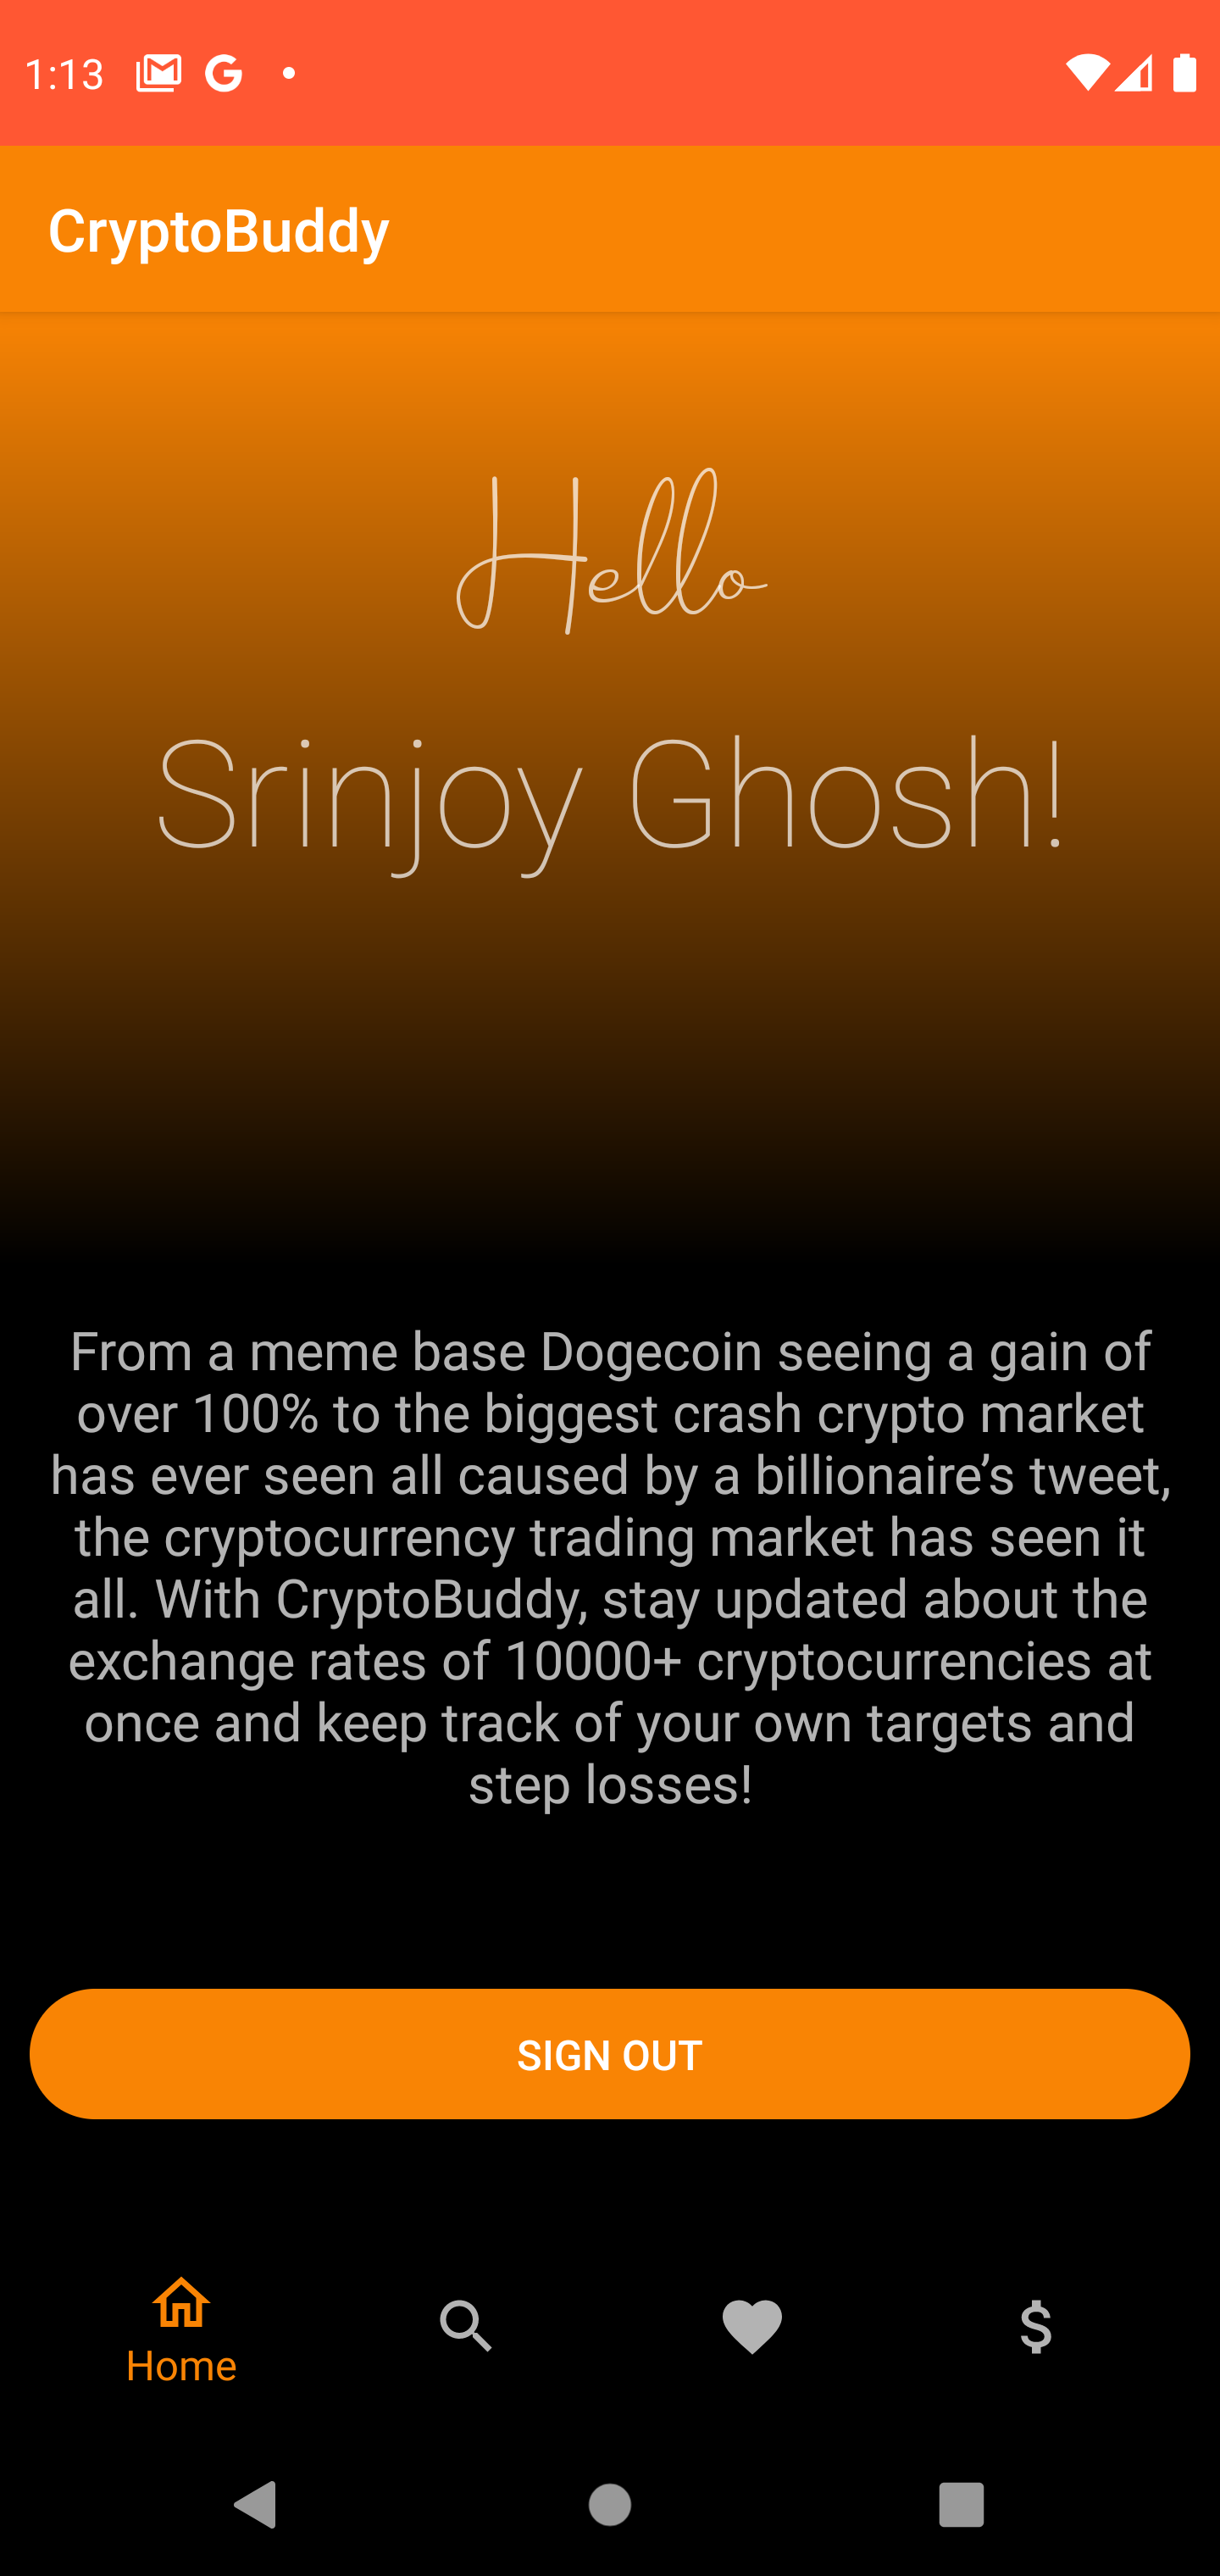 1:13
CryptoBuddy
Hello
Srinjoy Ghosh!
From a meme base Dogecoin seeing a gain of
over 100% to the biggest crash crypto market
has ever seen all caused by a billionaire’s tweet,
the cryptocurrency trading market has seen it
all. With CryptoBuddy, stay updated about the
exchange rates of 10000+ cryptocurrencies at
once and keep track of your own targets and
step losses!
SIGN OUT
Home